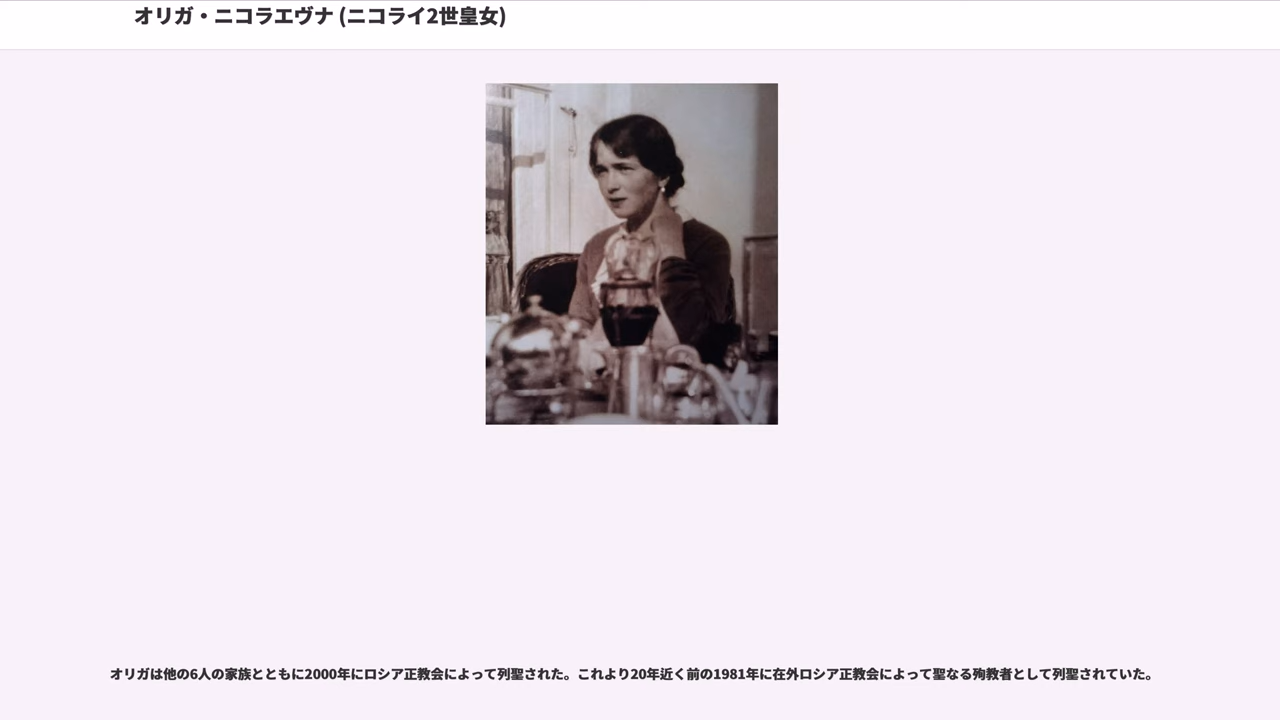 オリガ・ニコラエヴナ (ニコライ2世皇女)
オリガは他の6人の家族とともに2000年にロシア正教会によって列聖された。これより20年近く前の1981年に在外ロシア正教会によって聖なる殉教者として列聖されていた。